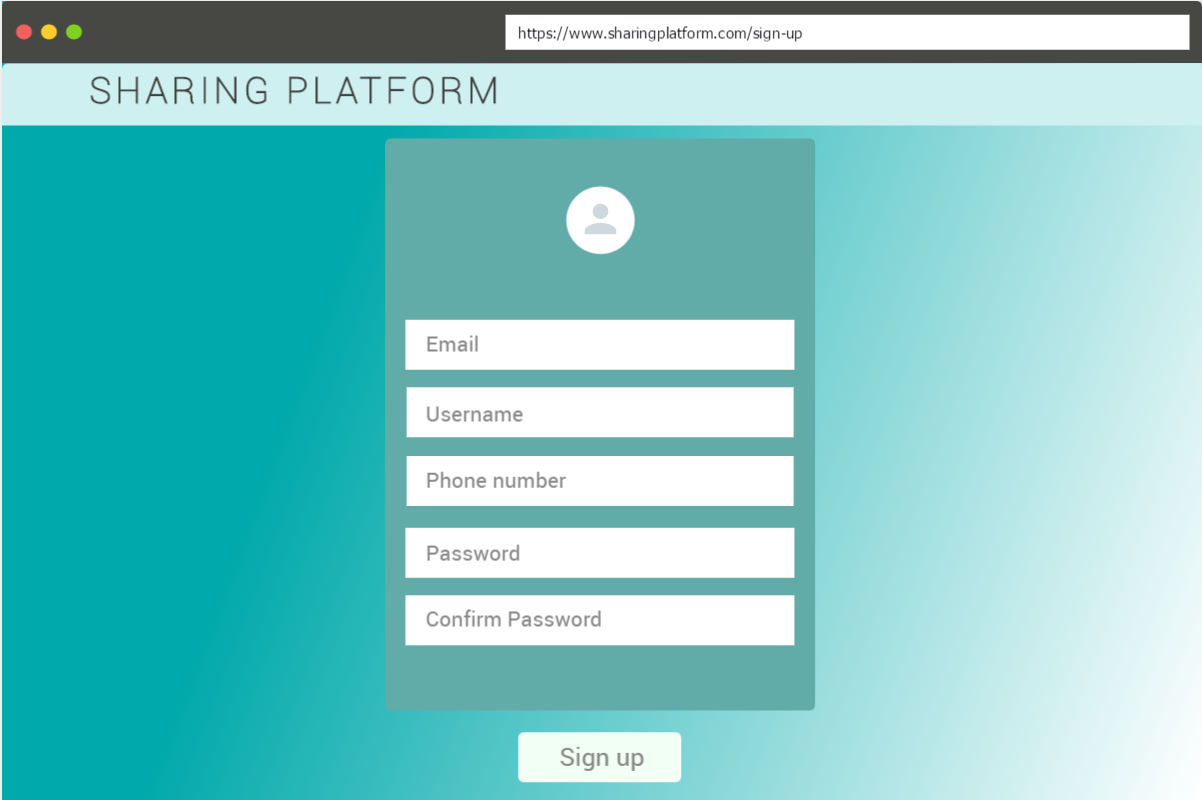 https://www.sharingplatform.com/sign-up
SHARING PLATFORM
Email
Username
Phone number
Password
Confirm Password
Sign up